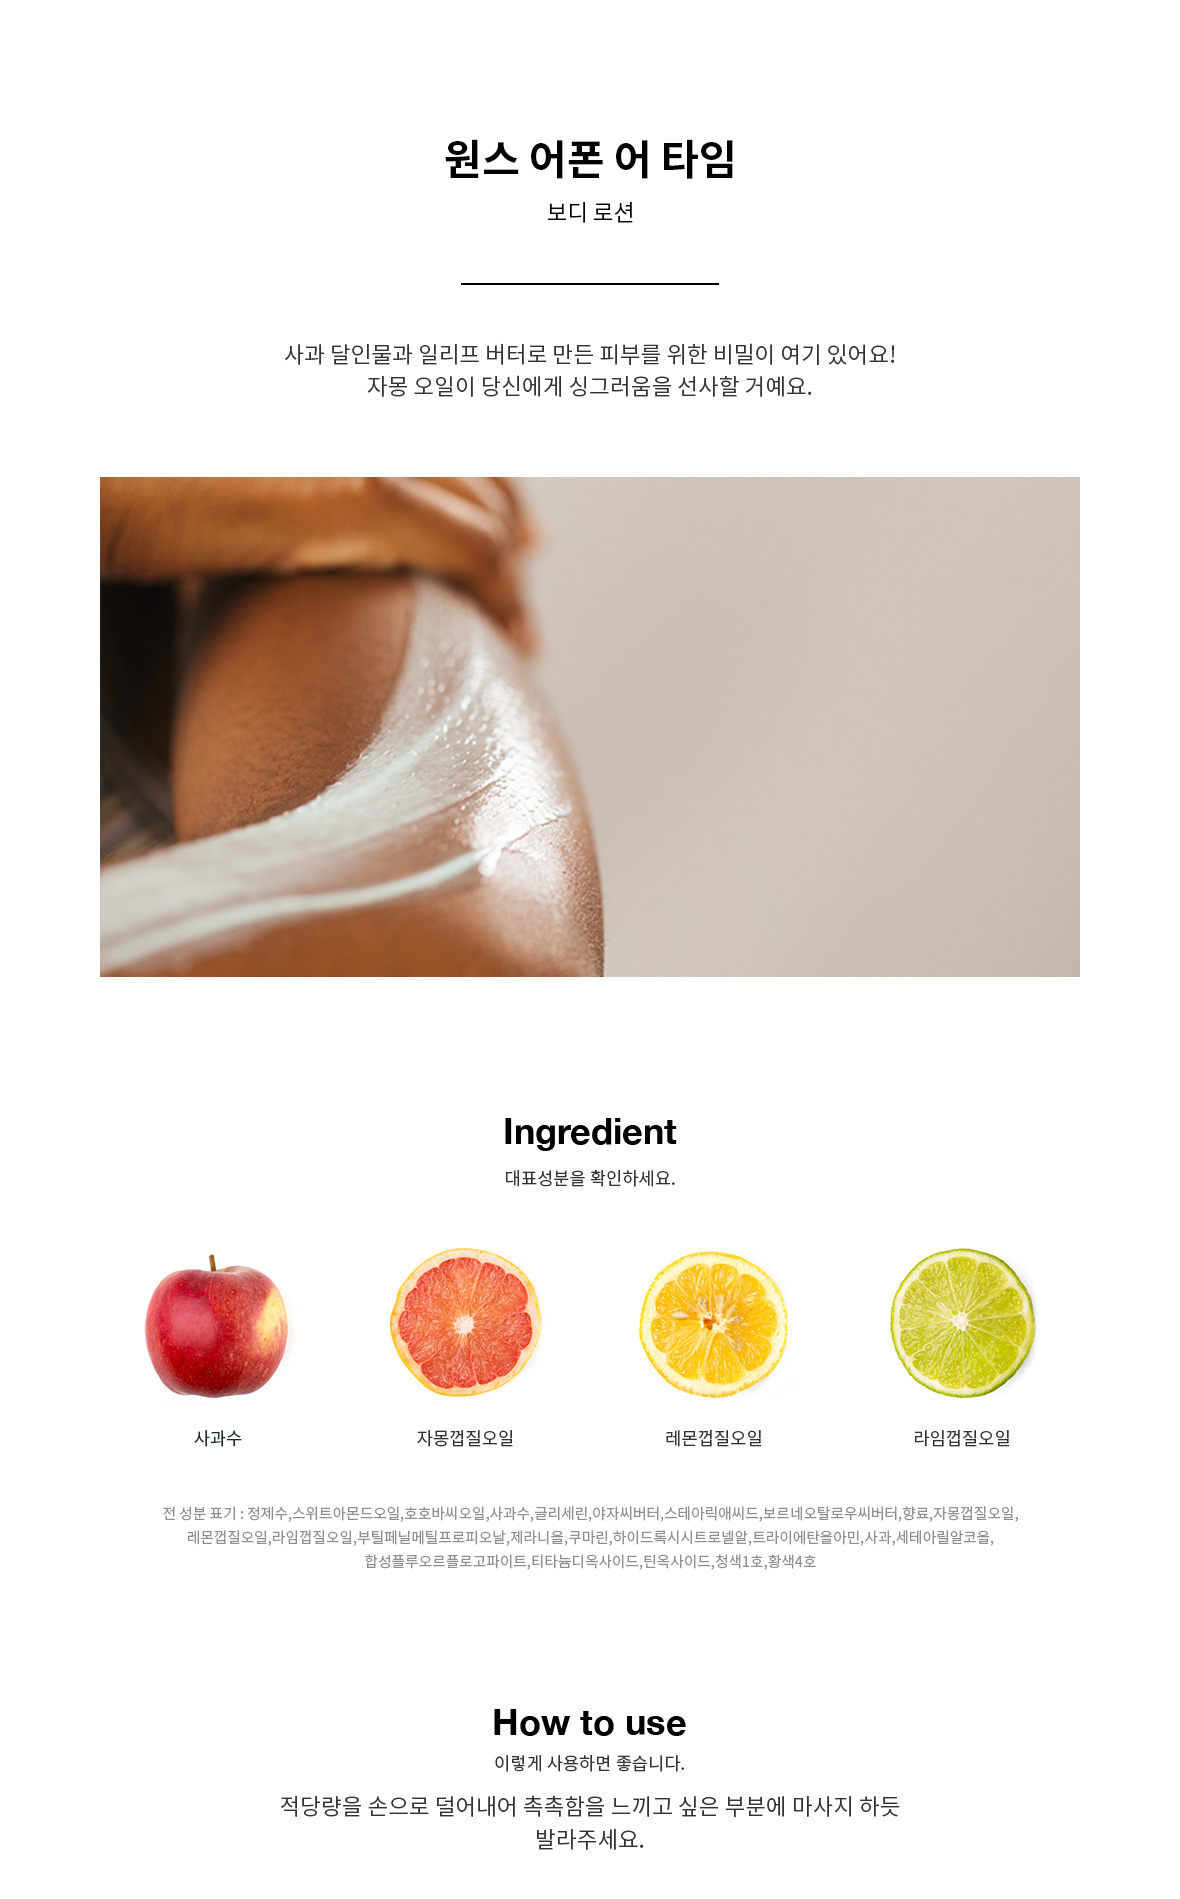 원스 어폰 어 타임
보디 로션
사과 달인물과 일리프 버터로 만든 피부를 위한 비밀이 여기 있어요!
자몽 오일이 당신에게 싱그러움을 선사할 거예요.
Ingredient
대표성분을 확인하세요.
사과수 자몽껍질오일 레몬껍질오일 라임껍질오일
전 성분 표기 : 정제수,스위트아몬드오일,호호바씨오일,사과수,글리세린,야자씨버터,스테아릭애씨드,보르네오탈로우씨버터,향료,자몽껍질오일,
레몬껍질오일,라임껍질오일,부틸페닐메틸프로피오날,제라니올,쿠마린,하이드록시시트로넬알,트라이에탄올아민,사과,세테아릴알코올,
합성플루오르플로고파이트,티타늄디옥사이드,틴옥사이드,청색1호,황색4호
How to use
이렇게 사용하면 좋습니다.
적당량을 손으로 덜어내어 촉촉함을 느끼고 싶은 부분에 마사지 하듯
발라주세요.